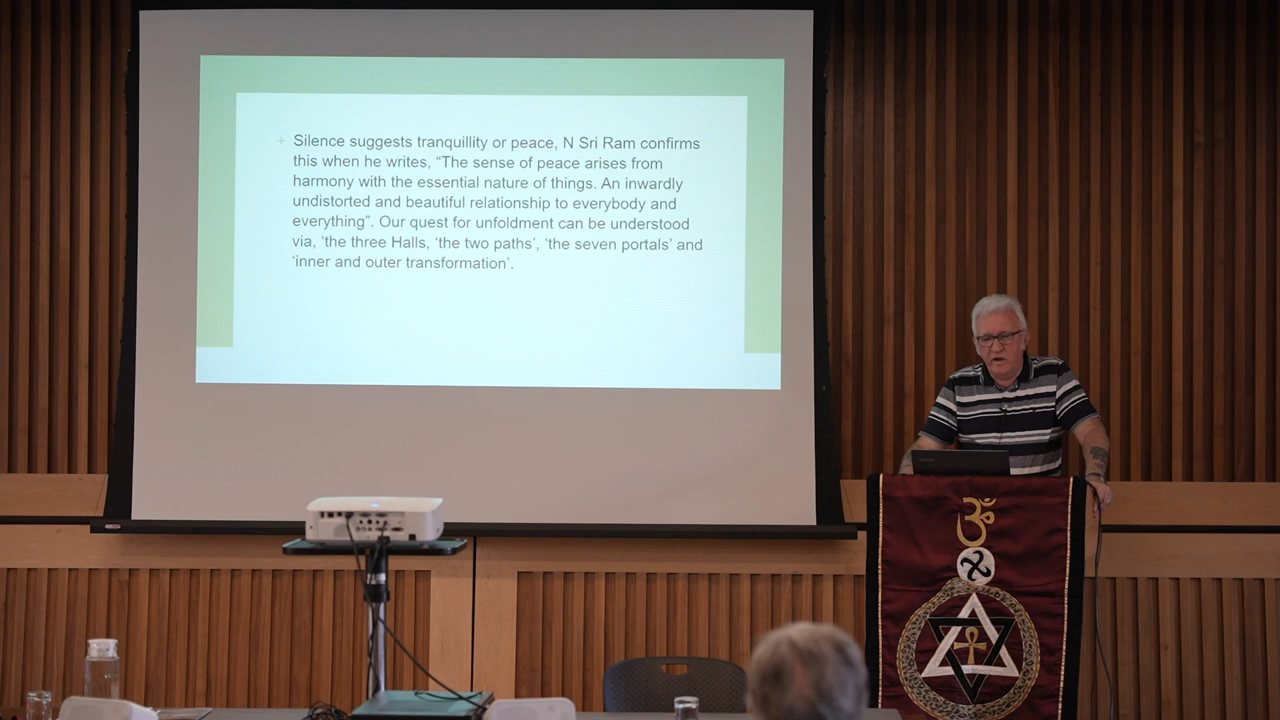 + Silence suggests tranquillity or peace, N Sri Ram confirms
this when he writes, “The sense of peace arises from
harmony with the essential nature of things. An inwardly
undistorted and beautiful relationship to everybody and
everything”. Our quest for unfoldment can be understood
via, ‘the three Halls, ‘the two paths’, ‘the seven portals’ and
‘inner and outer transformation’.
ॐ